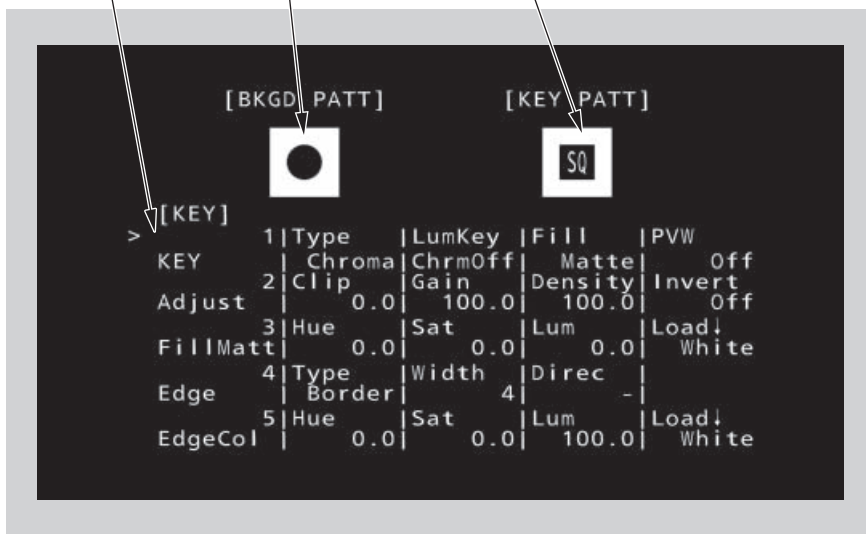 [BKGD PATT] [KEY PATT]
SQ
[KEY]
> 1|Type |LumKey |Fill |PVW
KEY | Chroma|ChrmOff| Matte| Off
2|Clip |Gain |Density|Invert
Adjust | 0.0| 100.0| 100.0| Off
3|Hue |Sat |Lum |Load↓
FillMatt| 0.0| 0.0| 0.0| White
4|Type |Width |Direc |
Edge | Border| 4| -|
5|Hue |Sat |Lum |Load↓
EdgeCol | 0.0| 0.0| 100.0| White